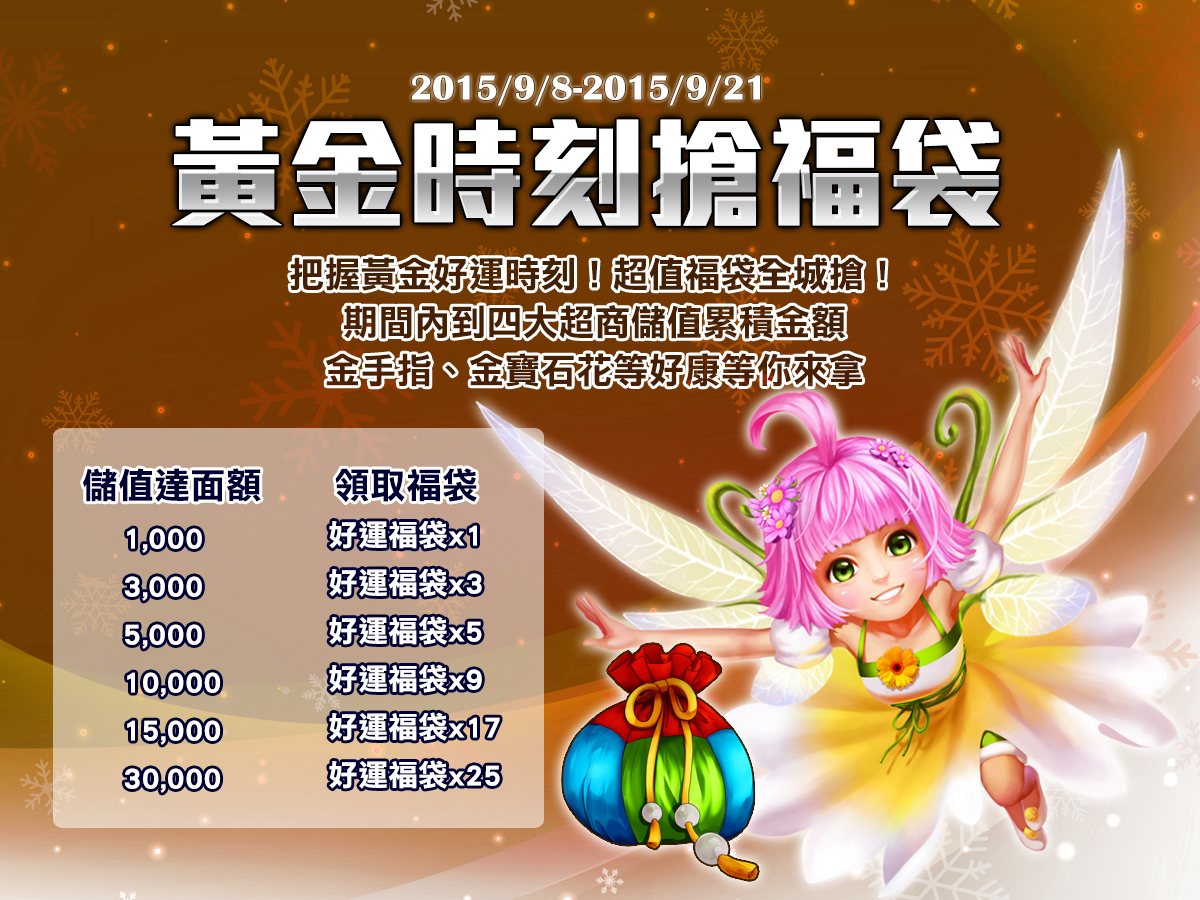 2015/9/8-2015/9/21
黃金時刻搶福袋
把握黃金好運時刻！超值福袋全城搶！
期間內到四大超商儲值累積金額
金手指、金寶石花等好康等你來拿
儲值達面額 領取福袋
1,000 好運福袋x1
3,000 好運福袋x3
5,000 好運福袋x5
10,000 好運福袋x9
15,000 好運福袋x17
30,000 好運福袋x25